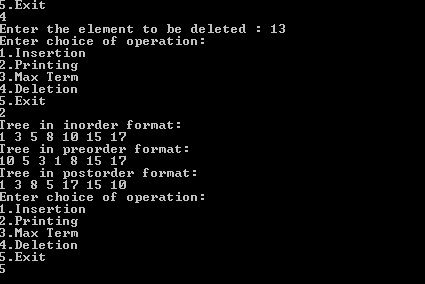 5.Exit
4
Enter the element to be deleted : 13
Enter choice of operation:
1.Insertion
2.Printing
3.Max Term
4.Deletion
5.Exit
2
Tree in inorder format:
1 3 5 8 10 15 17
Tree in preorder format:
10 5 3 1 8 15 17
Tree in postorder format:
1 3 8 5 17 15 10
Enter choice of operation:
1.Insertion
2.Printing
3.Max Term
4.Deletion
5.Exit
5